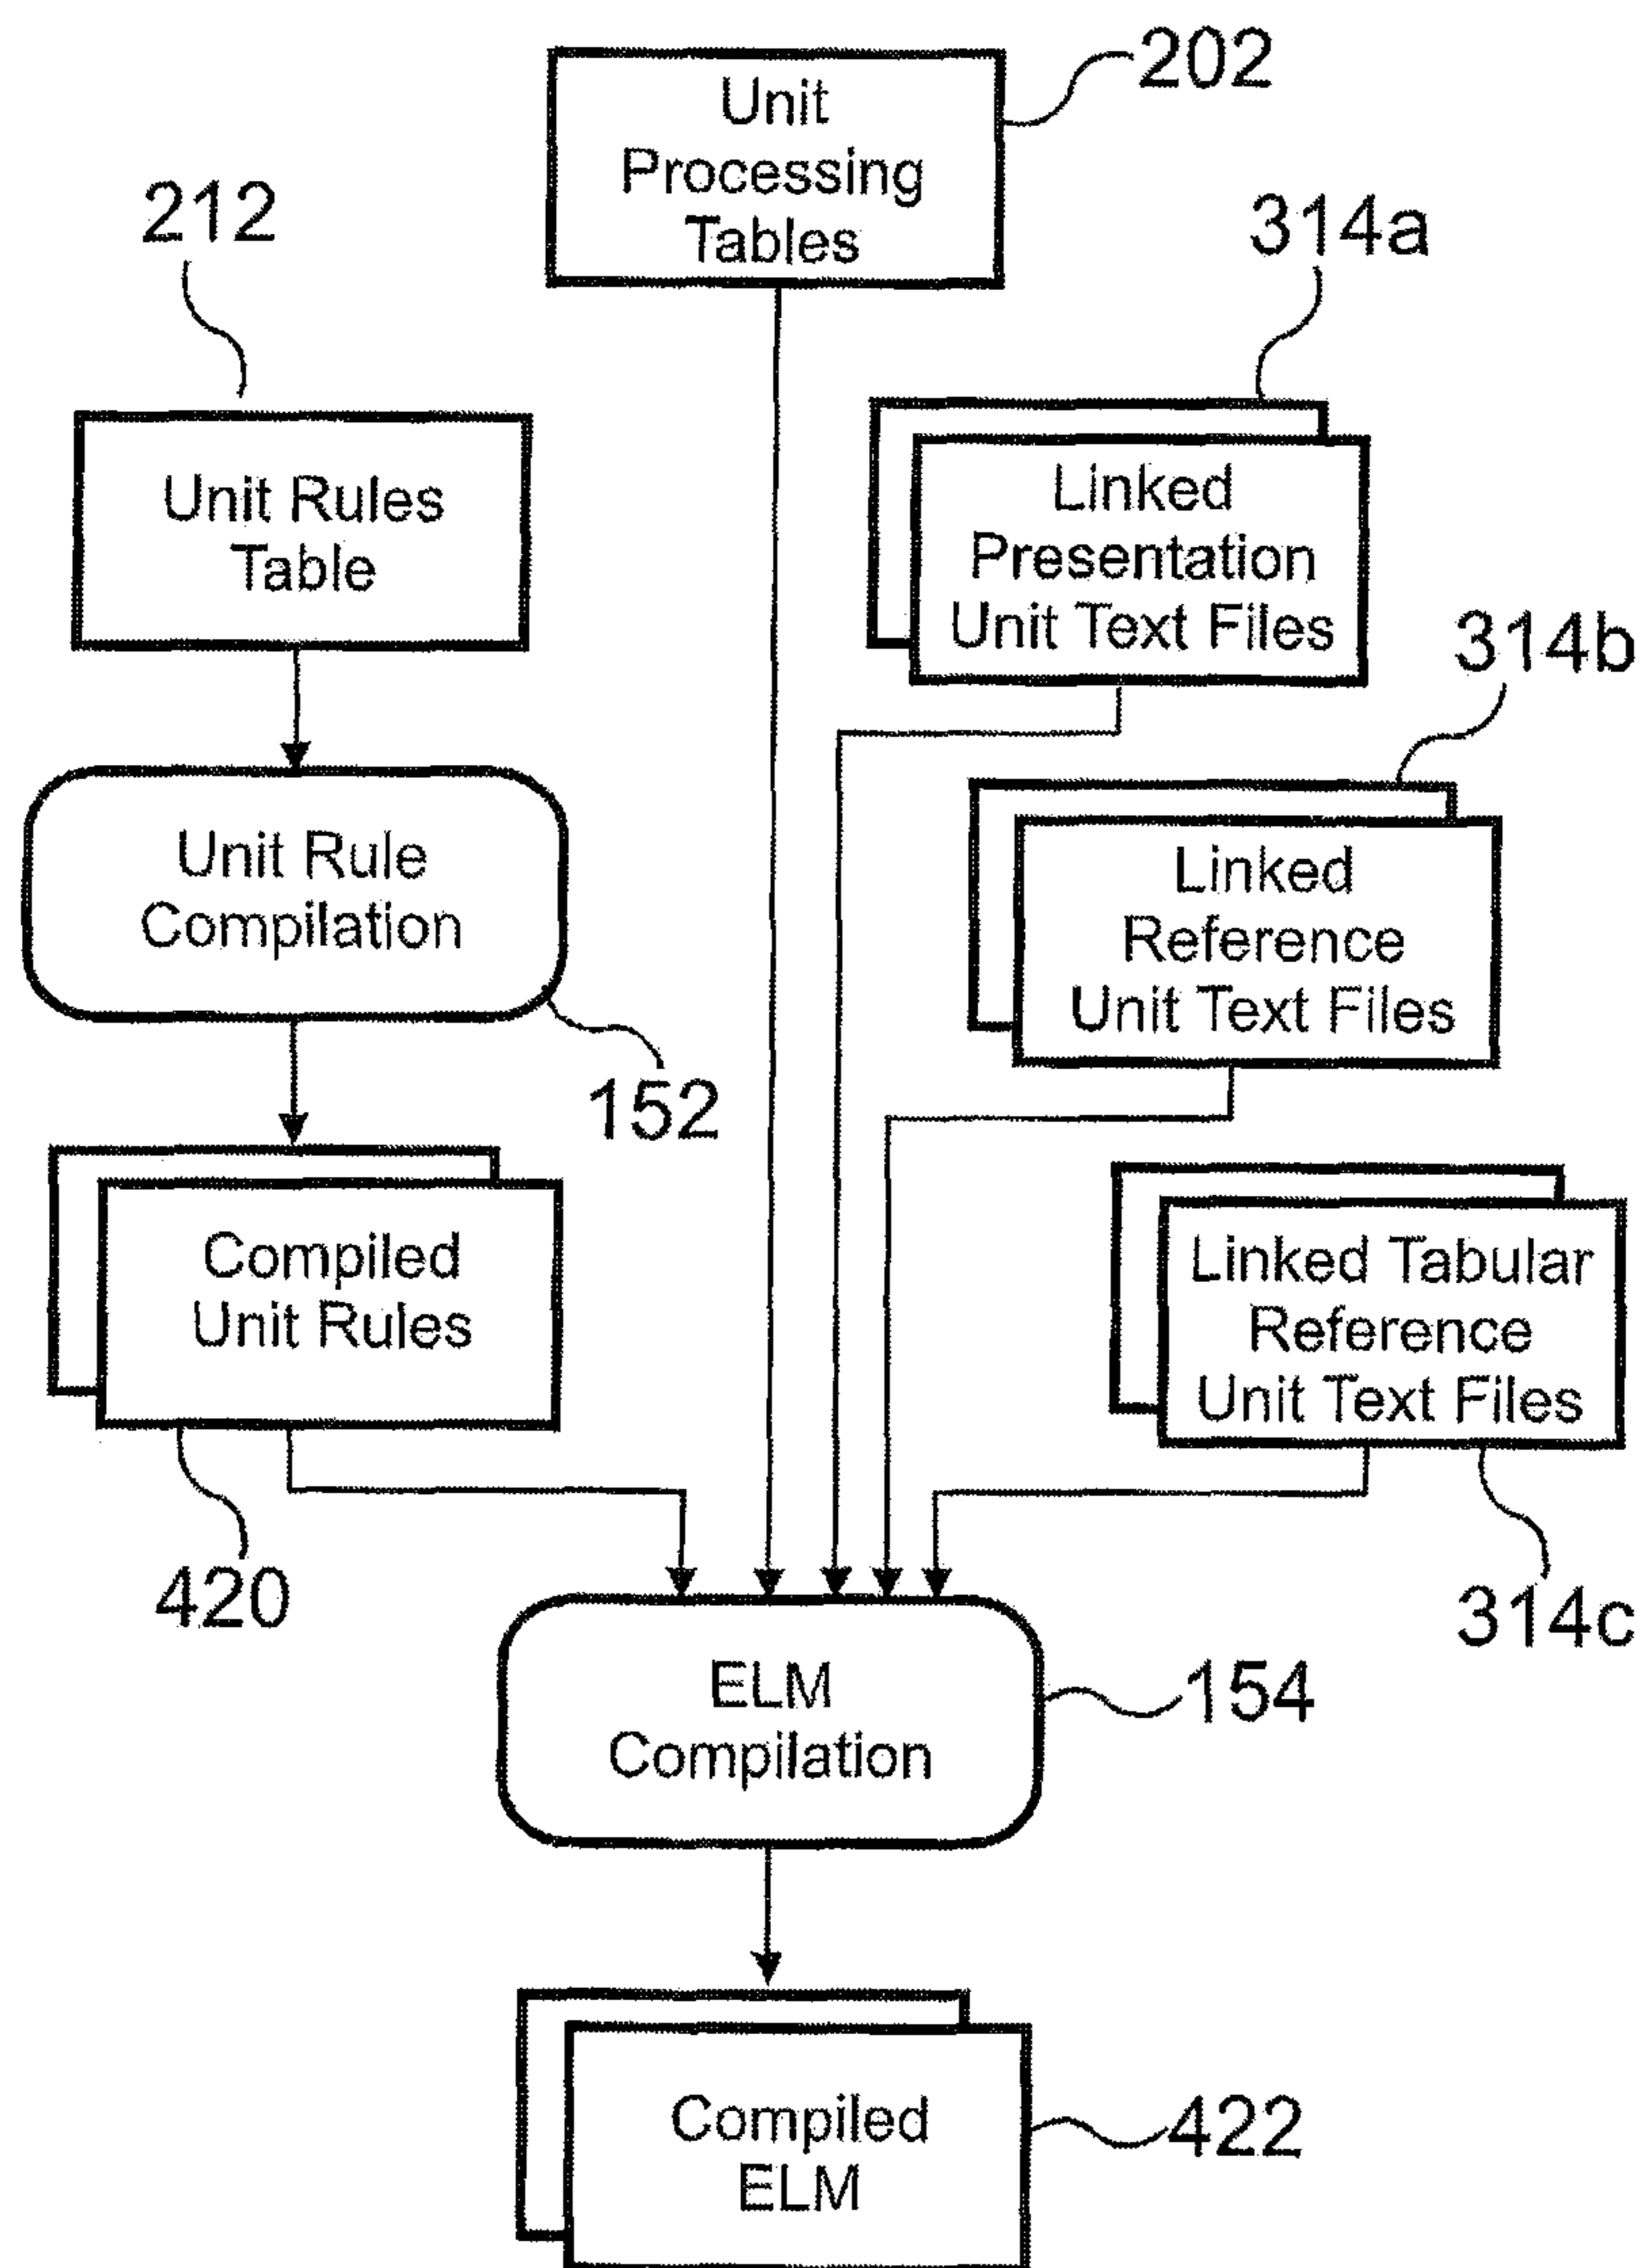 202
Unit
Processing
Tables
212
314a
Unit Rules
Table
Linked
Presentation
Unit Text Files
314b
Unit Rule
Compilation
152
Linked
Reference
Unit Text Files
Compiled
Unit Rules
420
Linked Tabular
Reference
Unit Text Files
314c
ELM
Compilation
154
Compiled
ELM
422